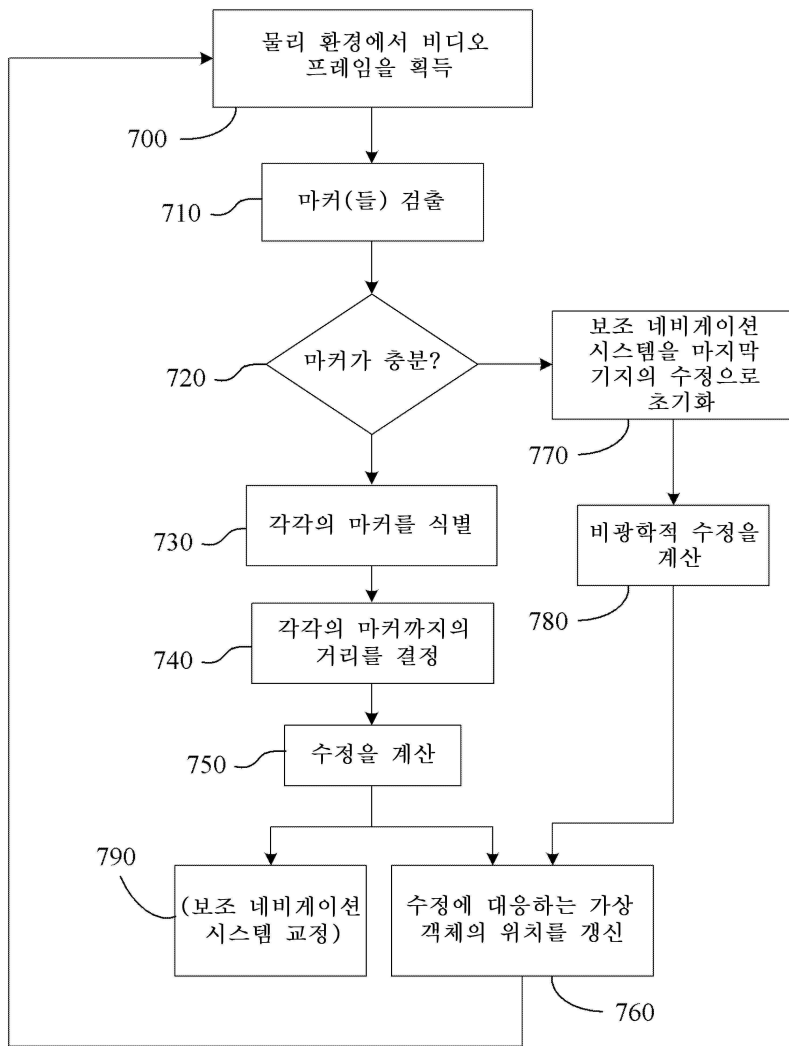 물리 환경에서 비디오
프레임을 획득
700
마커(들) 검출
710
마커가 충분?
720
보조 네비게이션
시스템을 마지막
기지의 수정으로
초기화
770
각각의 마커를 식별
730
비광학적 수정을
계산
780
각각의 마커까지의
거리를 결정
740
수정을 계산
750
790
(보조 네비게이션
시스템 교정)
수정에 대응하는 가상
객체의 위치를 갱신
760